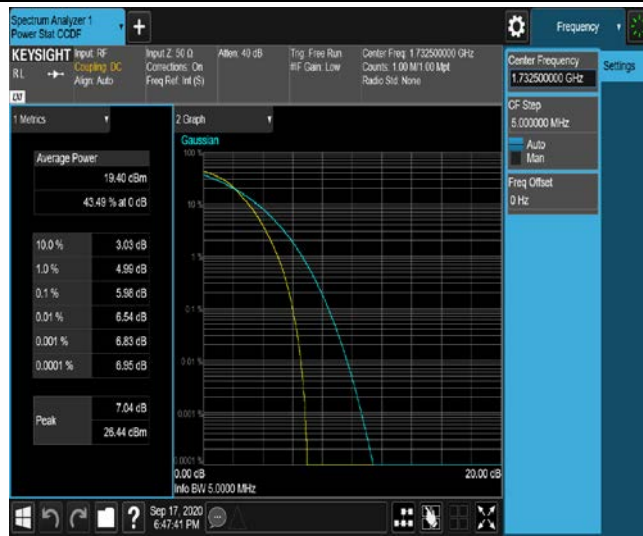 Spectrum Analyzer 1
Power Stat CCDF
+
Frequency
KEYSIGHT
RL
Input: RF
Coupling: DC
Align: Auto
Input Z: 50 Ω
Corrections: On
Freq Ref: Int (S)
Atten: 40 dB
Trig: Free Run
#IF Gain: Low
Center Freq: 1.732500000 GHz
Counts: 1.00 M/1.00 Mpt
Radio Std: None
LXI
Center Frequency
1.732500000 GHz
Settings
CF Step
5.000000 MHz
Auto
Man
Freq Offset
0 Hz
1 Metrics
Average Power
19.40 dBm
43.49 % at 0 dB
10.0 % 3.03 dB
1.0 % 4.99 dB
0.1 % 5.98 dB
0.01 % 6.54 dB
0.001 % 6.83 dB
0.0001 % 6.95 dB
Peak
7.04 dB
26.44 dBm
2 Graph
Gaussian
100 %
10 %
1 %
0.1 %
0.01 %
0.001 %
0.0001 %
0.00 dB 20.00 dB
Info BW 5.0000 MHz
?
Sep 17, 2020
6:47:41 PM